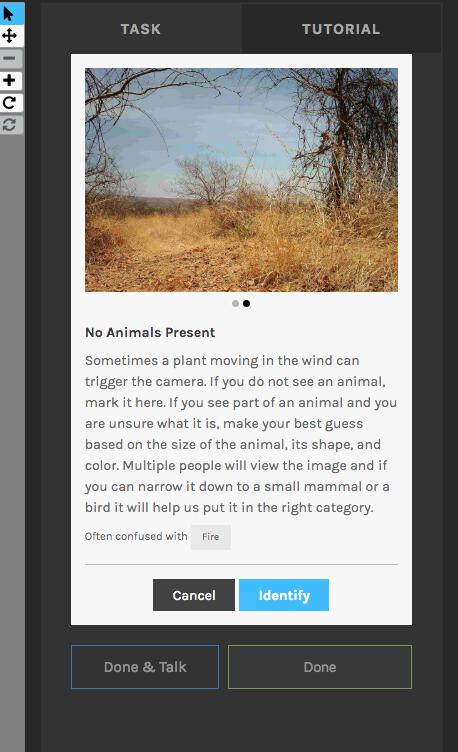 TASK TUTORIAL
No Animals Present
Sometimes a plant moving in the wind can
trigger the camera. If you do not see an animal,
mark it here. If you see part of an animal and you
are unsure what it is, make your best guess
based on the size of the animal, its shape, and
color. Multiple people will view the image and if
you can narrow it down to a small mammal or a
bird it will help us put it in the right category.
Often confused with Fire
Cancel Identify
Done & Talk Done